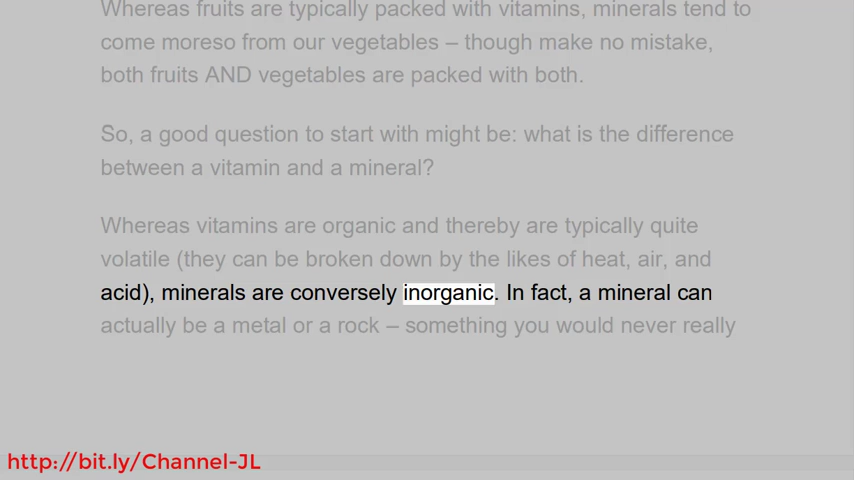 Whereas fruits are typically packed with vitamins, minerals tend to
come moreso from our vegetables – though make no mistake,
both fruits AND vegetables are packed with both.
So, a good question to start with might be: what is the difference
between a vitamin and a mineral?
Whereas vitamins are organic and thereby are typically quite
volatile (they can be broken down by the likes of heat, air, and
acid), minerals are conversely inorganic. In fact, a mineral can
actually be a metal or a rock – something you would never really
http://bit.ly/Channel-JL